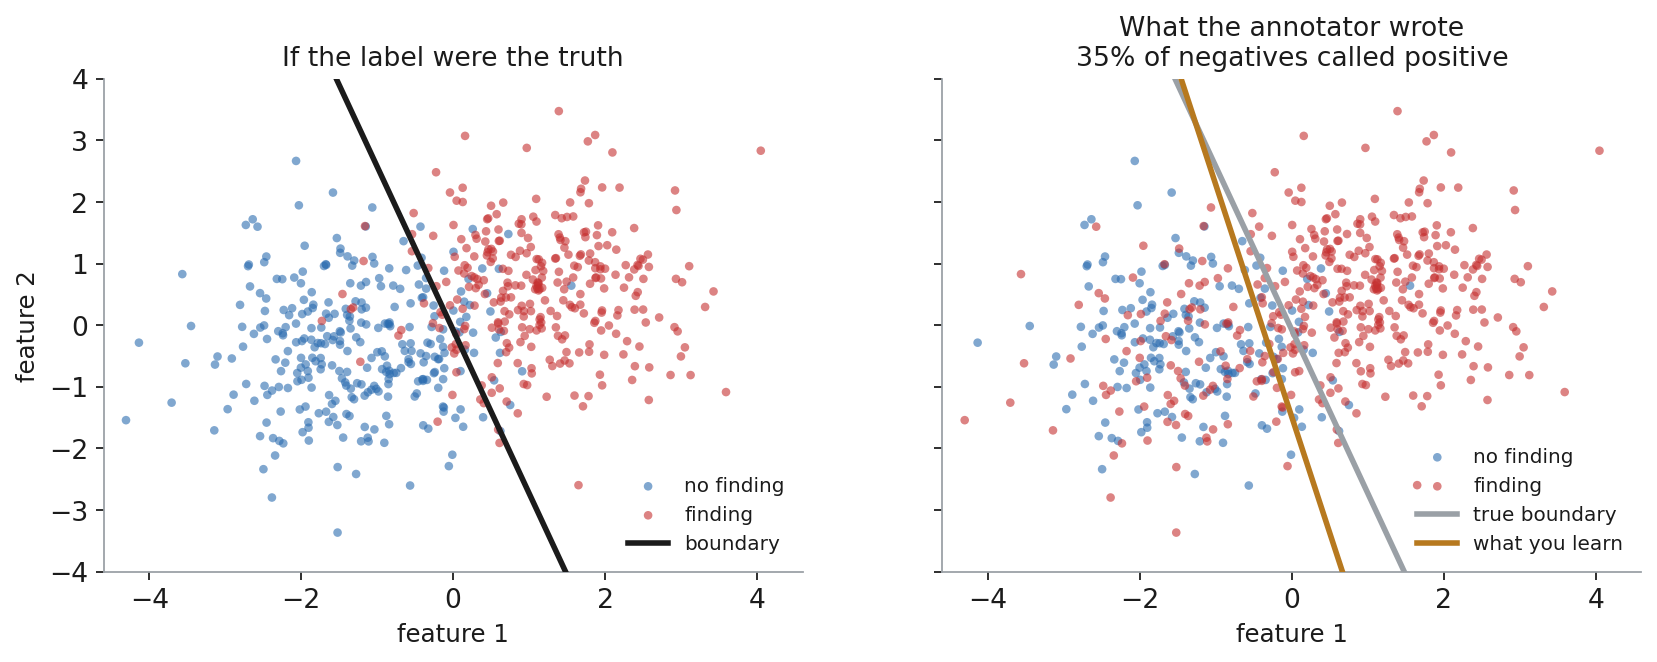 If the label were the truth
4
3
2
1
0
−1
−2
−3
−4
feature 2
−4
−2
0
2
4
feature 1
no finding
finding
boundary
What the annotator wrote
35% of negatives called positive
−4
−2
0
2
4
feature 1
no finding
finding
true boundary
what you learn